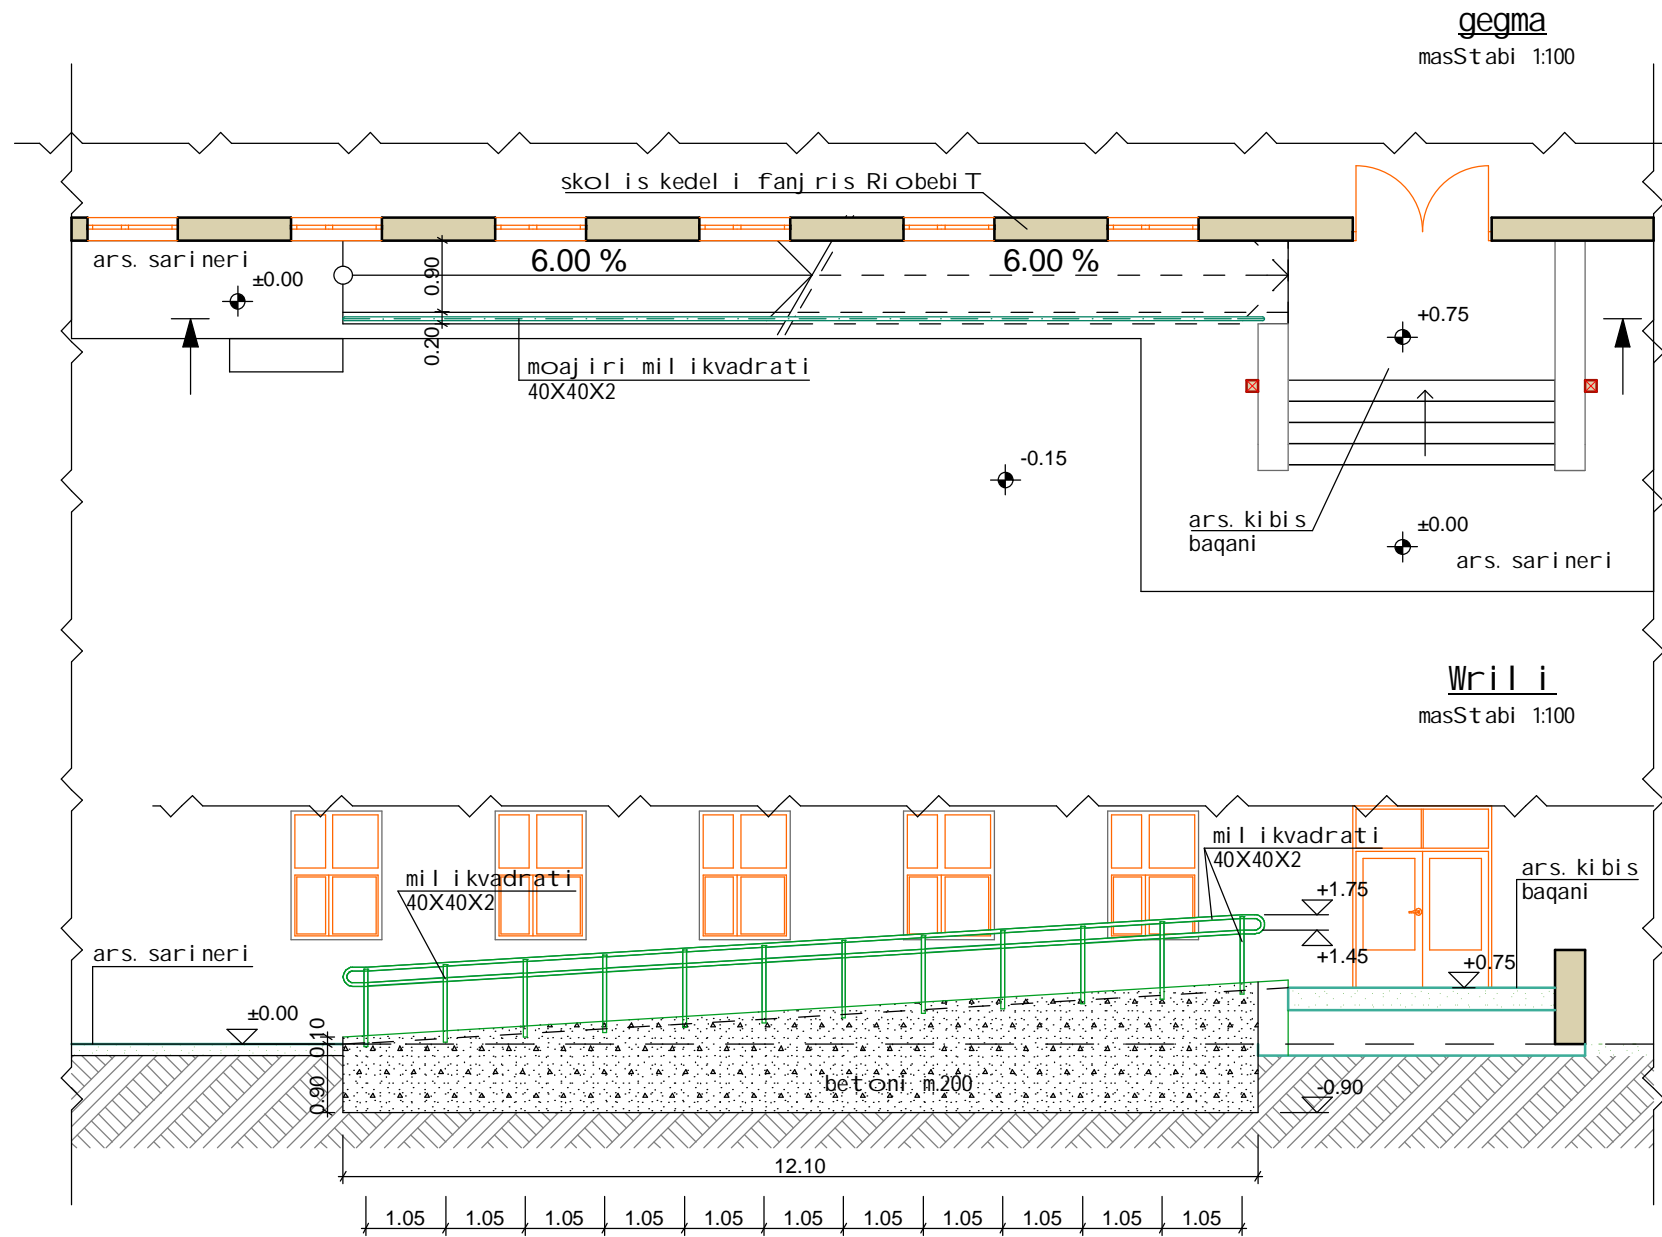 gegma
masStabi 1:100
skolis kedeli fanjris RiobebiT
ars. sarineri
±0.00
0.90
6.00 %
6.00 %
0.20
+0.75
moajiri milikvadrati
40X40X2
-0.15
ars. kibis
baqani
±0.00
ars. sarineri
Wrili
masStabi 1:100
milikvadrati
40X40X2
milikvadrati
40X40X2
ars. kibis
baqani
+1.75
+1.45
+0.75
ars. sarineri
±0.00
0.10
0.90
betoni m.200
-0.90
12.10
1.05 1.05 1.05 1.05 1.05 1.05 1.05 1.05 1.05 1.05 1.05